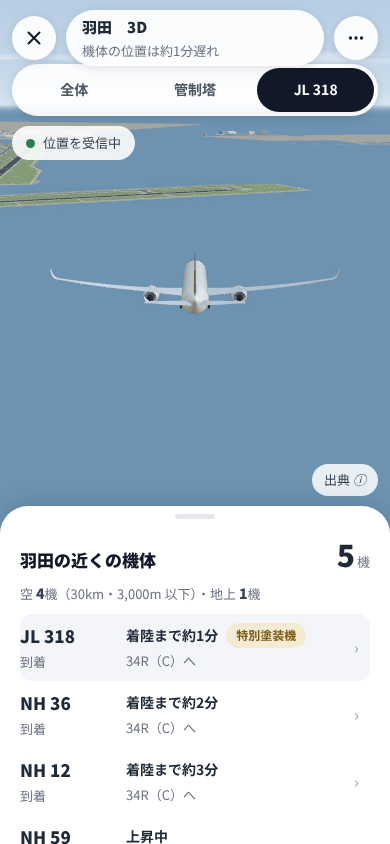 羽田 3D
機体の位置は約1分遅れ
全体 管制塔 JL 318
位置を受信中
出典 ⓘ
羽田の近くの機体 5機
空 4機（30km・3,000m 以下）・地上 1機
JL 318 着陸まで約1分 特別塗装機
到着 34R（C）へ
NH 36 着陸まで約2分
到着 34R（C）へ
NH 12 着陸まで約3分
到着 34R（C）へ
NH 59 上昇中